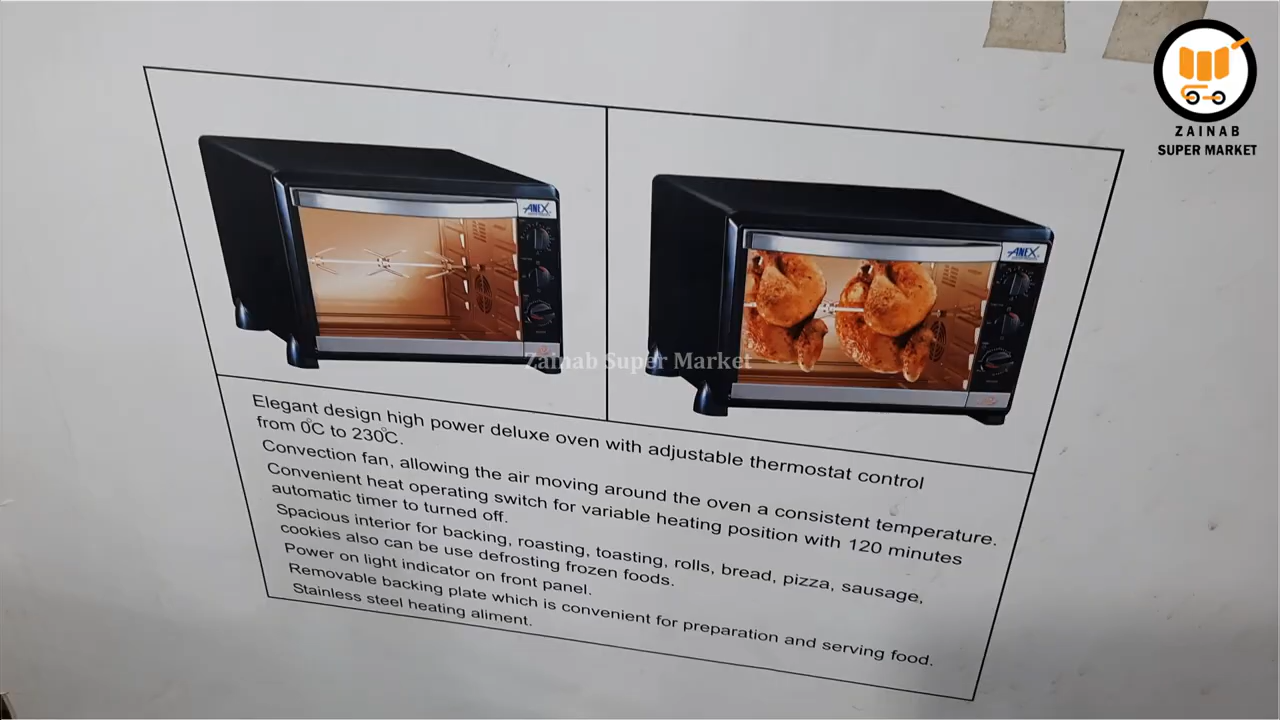 ZAINAB
SUPER MARKET
ANEX
ANEX
Zainab Super Market
Elegant design high power deluxe oven with adjustable thermostat control
from 0℃ to 230℃.
Convection fan, allowing the air moving around the oven a consistent temperature.
Convenient heat operating switch for variable heating position with 120 minutes
automatic timer to turned off.
Spacious interior for backing, roasting, toasting, rolls, bread, pizza, sausage,
cookies also can be use defrosting frozen foods.
Power on light indicator on front panel.
Removable backing plate which is convenient for preparation and serving food.
Stainless steel heating aliment.